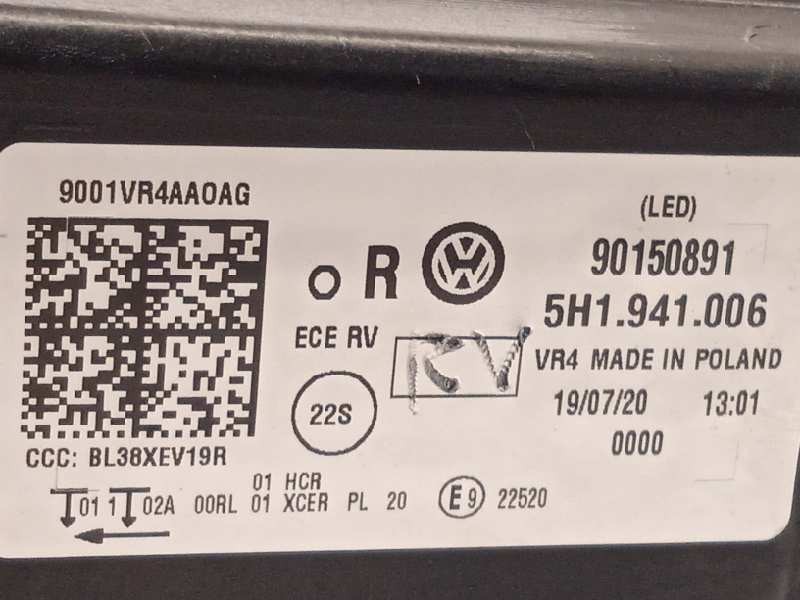 9001VR4AA0AG
(LED)
90150891
o R
5H1.941.006
ECE RV
RV
VR4 MADE IN POLAND
22S
19/07/20 13:01
0000
CCC: BL38XEV19R
01 HCR
01 1 02A 00RL 01 XCER PL 20 E9 22520